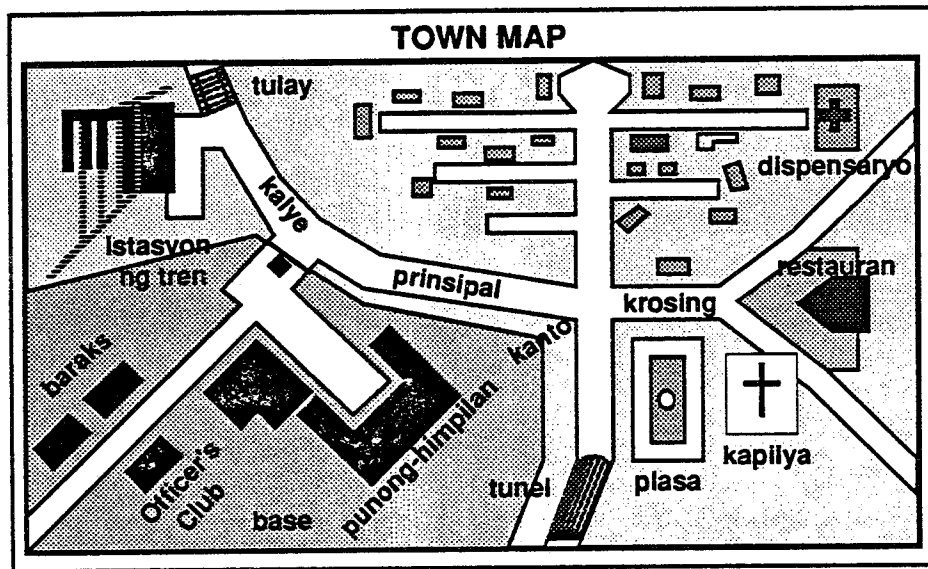 TOWN MAP
tulay
dispensaryo
kalye
istasyon
ng tren
prinsipal
krosing
restauran
kanto
baraks
Officer's
Club
punong-himpilan
base
tunel
plasa
kapilya